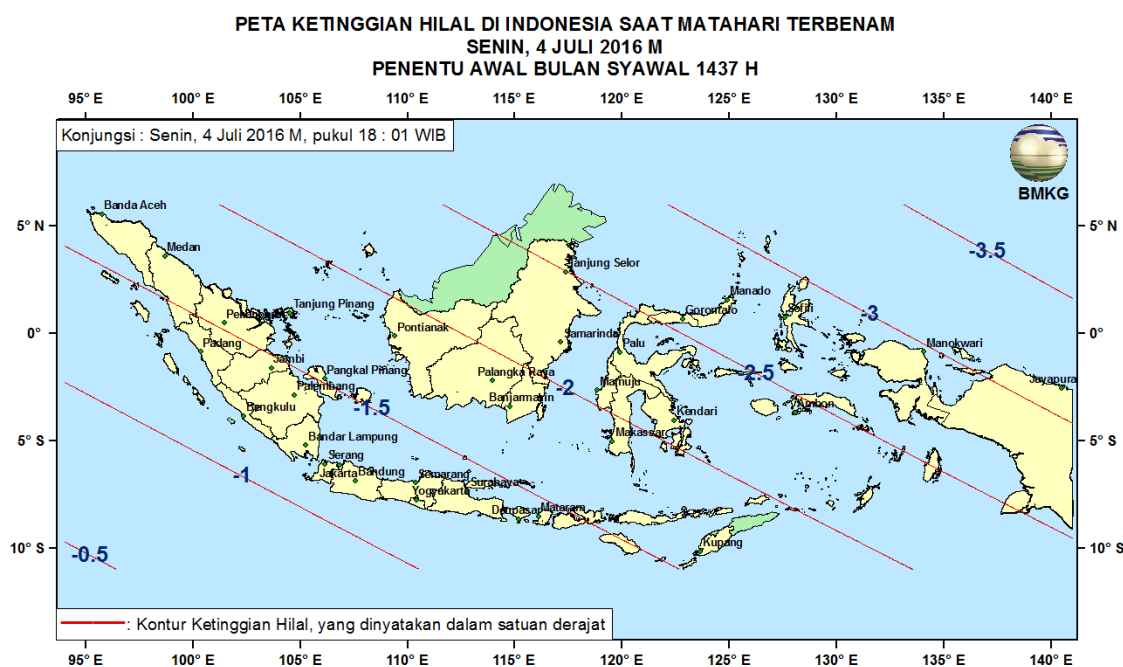 PETA KETINGGIAN HILAL DI INDONESIA SAAT MATAHARI TERBENAM
SENIN, 4 JULI 2016 M
PENENTU AWAL BULAN SYAWAL 1437 H
95° E 100° E 105° E 110° E 115° E 120° E 125° E 130° E 135° E 140° E
Konjungsi : Senin, 4 Juli 2016 M, pukul 18 : 01 WIB
BMKG
Banda Aceh
5° N 5° N
Medan
-3.5
Tanjung Selor
Manado
Tanjung Pinang
Gorontalo
Sofifi
-3
Pontianak
0° 0°
Samarinda
Padang
Palu
Manokwari
Jambi
Pangkal Pinang
Palangka Raya
-2.5
Jayapura
Mamuju
-2
Palembang
-1.5
Banjarmasin
Bengkulu
Kendari
Ambon
Makassar
5° S 5° S
Bandar Lampung
Serang
Jakarta
Bandung
Semarang
-1
Yogyakarta
Surabaya
Denpasar
Mataram
Kupang
10° S 10° S
-0.5
: Kontur Ketinggian Hilal, yang dinyatakan dalam satuan derajat
95° E 100° E 105° E 110° E 115° E 120° E 125° E 130° E 135° E 140° E